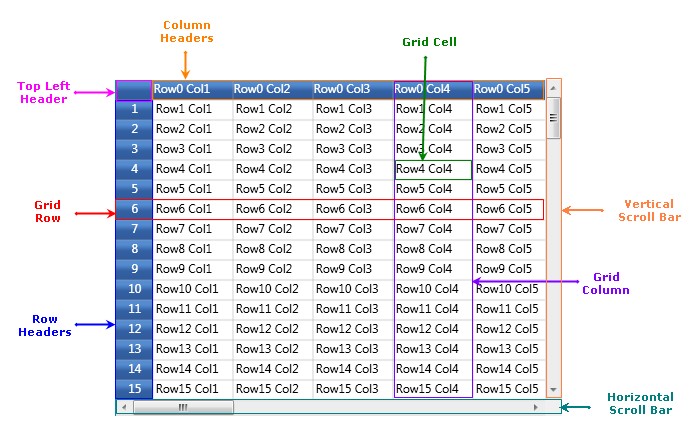 Column
Headers
Grid Cell
Top Left
Header
Row0 Col1 Row0 Col2 Row0 Col3 Row0 Col4 Row0 Col5
1 Row1 Col1 Row1 Col2 Row1 Col3 Row1 Col4 Row1 Col5
2 Row2 Col1 Row2 Col2 Row2 Col3 Row2 Col4 Row2 Col5
3 Row3 Col1 Row3 Col2 Row3 Col3 Row3 Col4 Row3 Col5
4 Row4 Col1 Row4 Col2 Row4 Col3 Row4 Col4 Row4 Col5
5 Row5 Col1 Row5 Col2 Row5 Col3 Row5 Col4 Row5 Col5
Grid
Row
6 Row6 Col1 Row6 Col2 Row6 Col3 Row6 Col4 Row6 Col5
Vertical
Scroll Bar
7 Row7 Col1 Row7 Col2 Row7 Col3 Row7 Col4 Row7 Col5
8 Row8 Col1 Row8 Col2 Row8 Col3 Row8 Col4 Row8 Col5
9 Row9 Col1 Row9 Col2 Row9 Col3 Row9 Col4 Row9 Col5
Grid
Column
10 Row10 Col1 Row10 Col2 Row10 Col3 Row10 Col4 Row10 Col5
11 Row11 Col1 Row11 Col2 Row11 Col3 Row11 Col4 Row11 Col5
Row
Headers
12 Row12 Col1 Row12 Col2 Row12 Col3 Row12 Col4 Row12 Col5
13 Row13 Col1 Row13 Col2 Row13 Col3 Row13 Col4 Row13 Col5
14 Row14 Col1 Row14 Col2 Row14 Col3 Row14 Col4 Row14 Col5
15 Row15 Col1 Row15 Col2 Row15 Col3 Row15 Col4 Row15 Col5
Horizontal
Scroll Bar